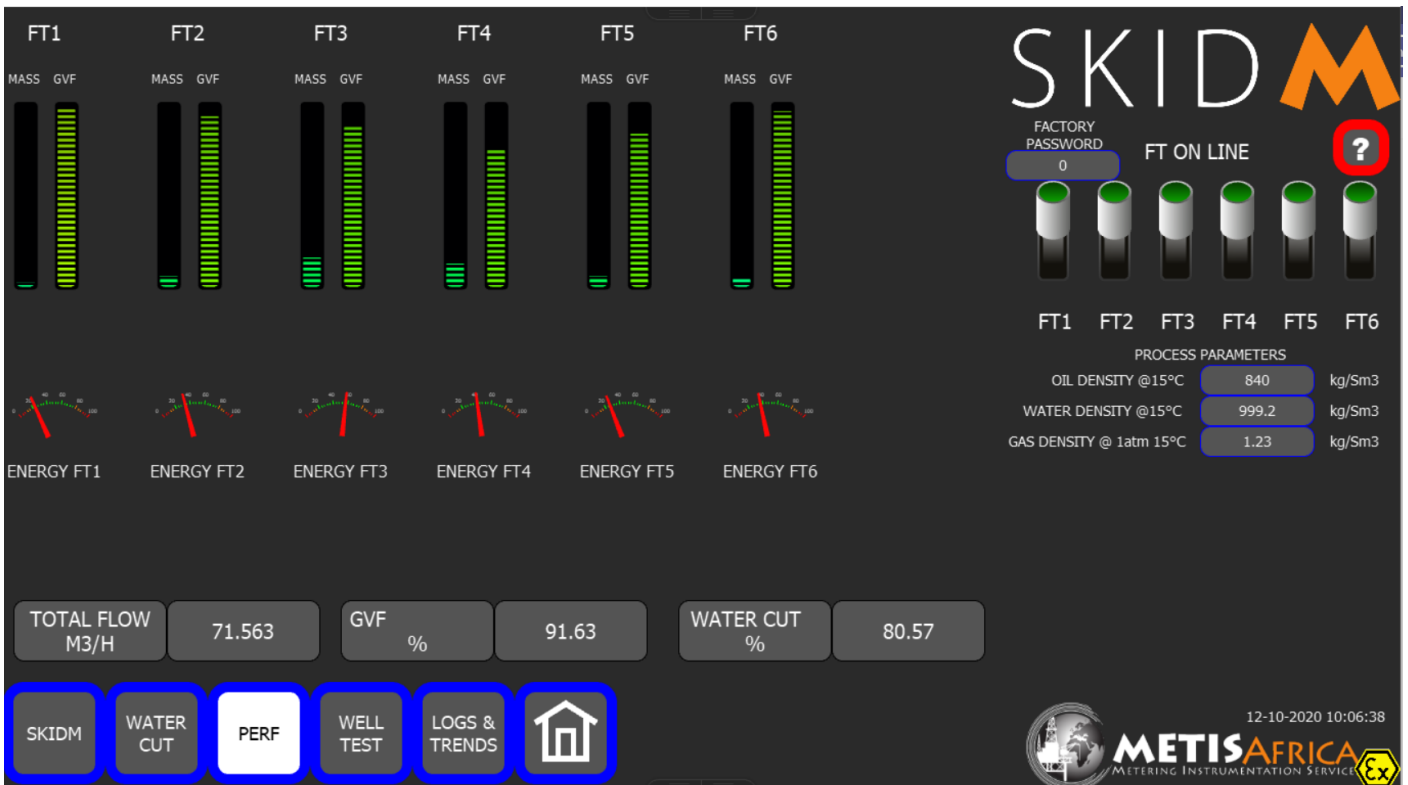 FT1 FT2 FT3 FT4 FT5 FT6
MASS GVF MASS GVF MASS GVF MASS GVF MASS GVF MASS GVF
ENERGY FT1 ENERGY FT2 ENERGY FT3 ENERGY FT4 ENERGY FT5 ENERGY FT6
SKIDM
FACTORY
PASSWORD
0
FT ON LINE
?
FT1 FT2 FT3 FT4 FT5 FT6
PROCESS PARAMETERS
OIL DENSITY @15°C 840 kg/Sm3
WATER DENSITY @15°C 999.2 kg/Sm3
GAS DENSITY @ 1atm 15°C 1.23 kg/Sm3
TOTAL FLOW
M3/H
71.563
GVF
%
91.63
WATER CUT
%
80.57
SKIDM
WATER
CUT
PERF
WELL
TEST
LOGS &
TRENDS
12-10-2020 10:06:38
METISAFRICA
METERING INSTRUMENTATION SERVICE
Ex